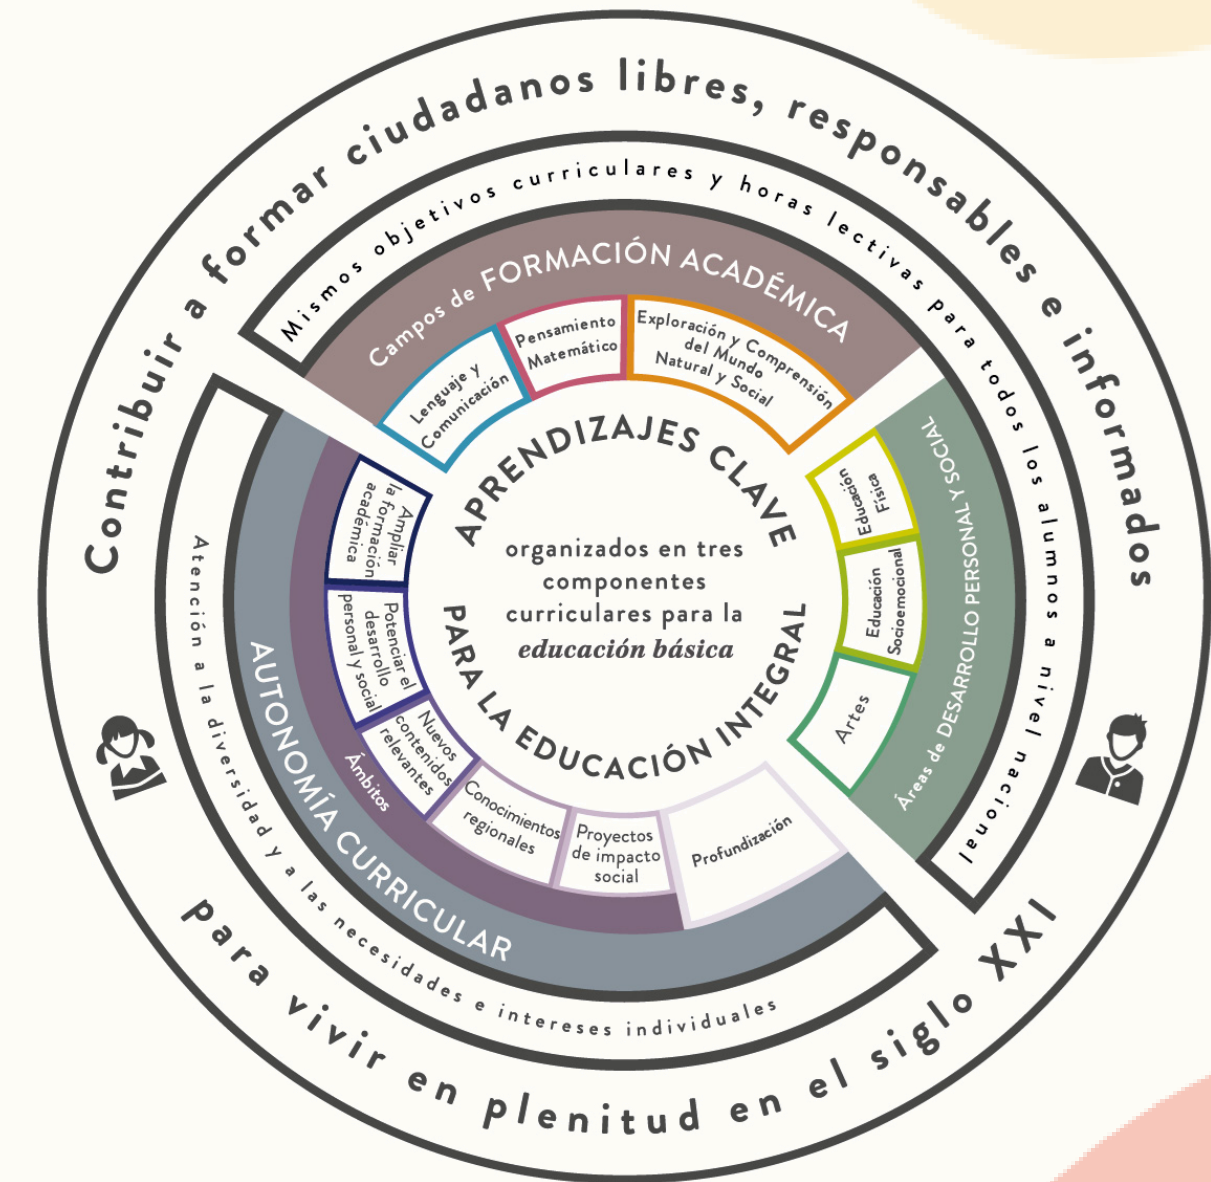 Contribuir a formar ciudadanos libres, responsables e informados
para vivir en plenitud en el siglo XXI
Mismos objetivos curriculares y horas lectivas para todos los alumnos a nivel nacional
Campos de FORMACIÓN ACADÉMICA
Lenguaje y
Comunicación
Pensamiento
Matemático
Exploración y Comprensión
del Mundo
Natural y Social
Áreas de DESARROLLO PERSONAL Y SOCIAL
Educación
Física
Educación
Socioemocional
Artes
Atención a la diversidad y a las necesidades e intereses individuales
AUTONOMÍA CURRICULAR
Ámbitos
Ampliar
la formación
académica
Potenciar el
desarrollo
personal y social
Nuevos
contenidos
relevantes
Conocimientos
regionales
Proyectos
de impacto
social
Profundización
APRENDIZAJES CLAVE
organizados en tres
componentes
curriculares para la
educación básica
PARA LA EDUCACIÓN INTEGRAL